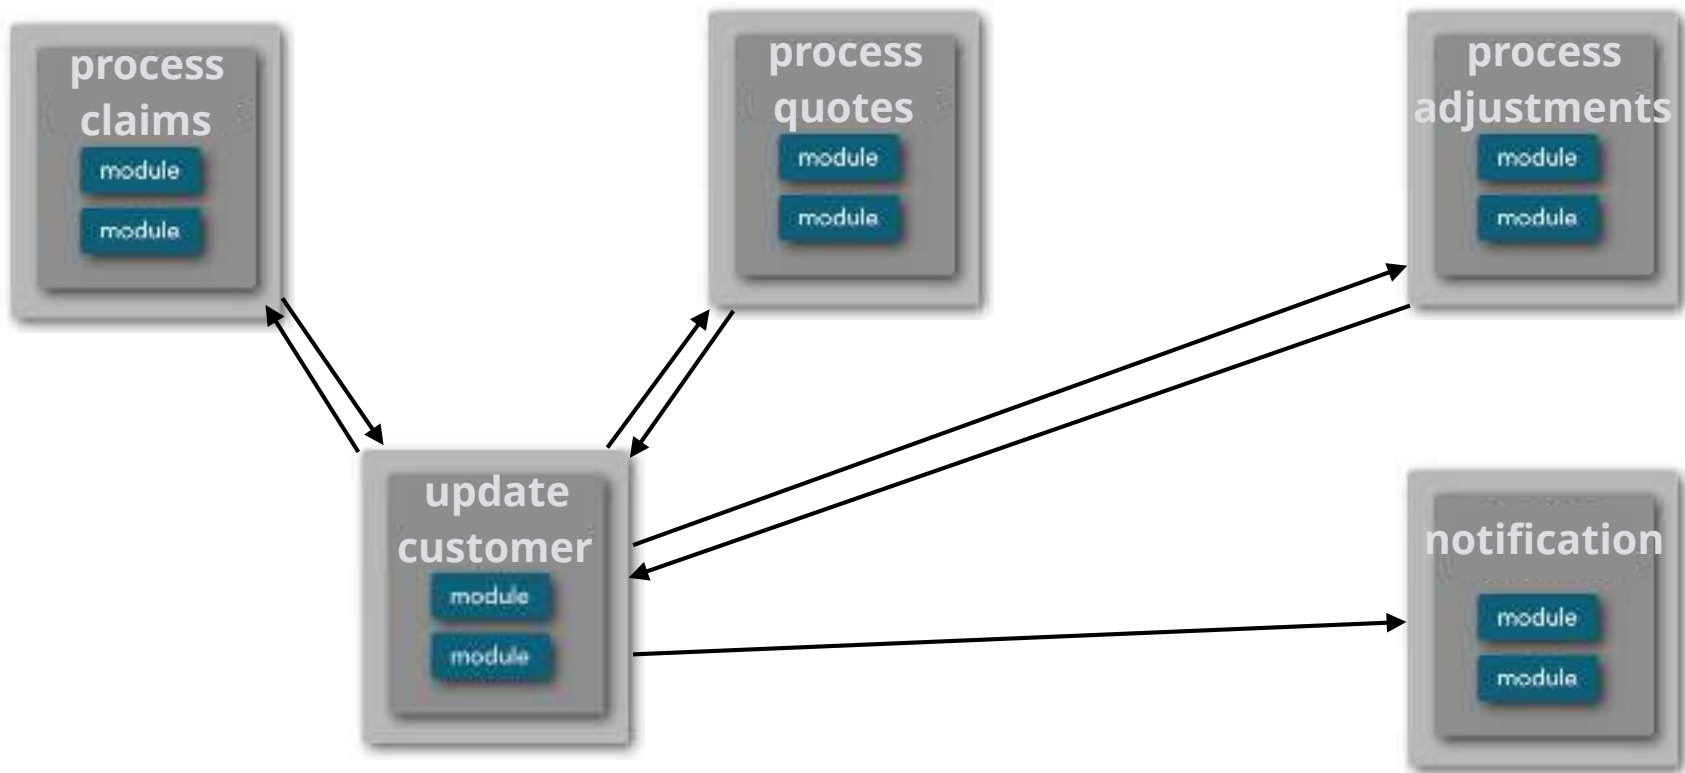 process
claims
module
module
process
quotes
module
module
process
adjustments
module
module
update
customer
module
module
notification
module
module